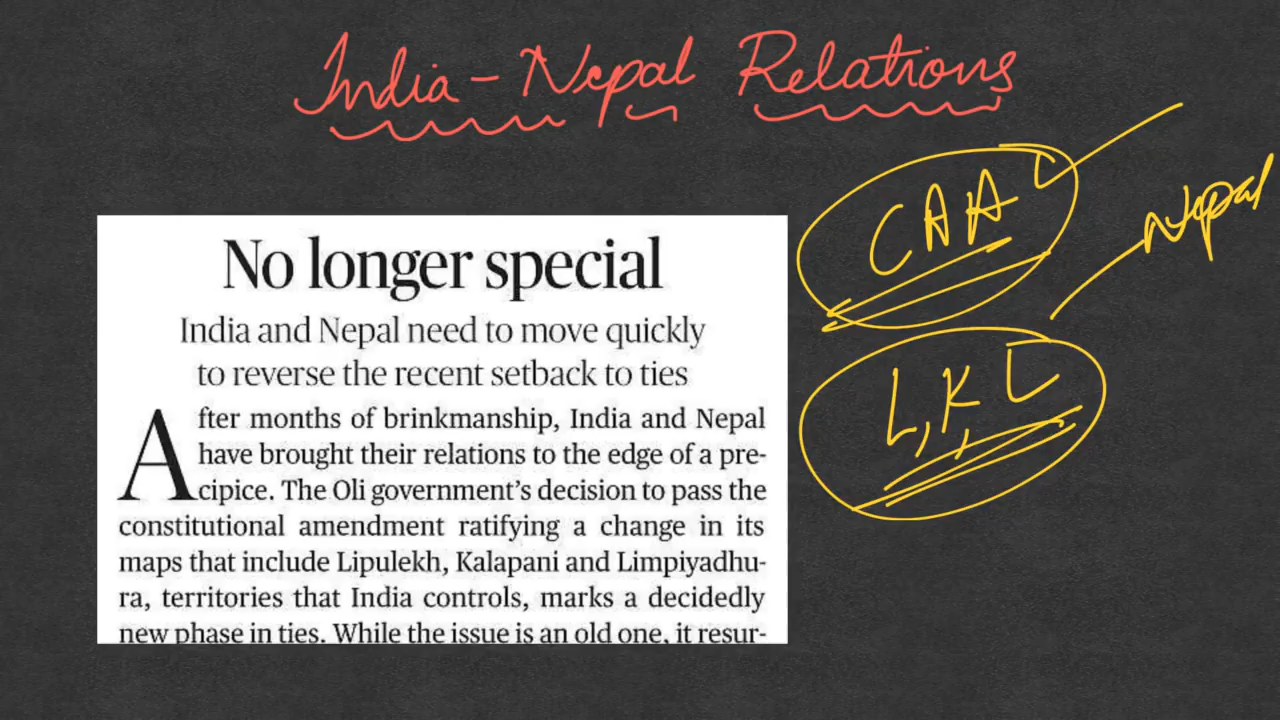 India - Nepal Relations
No longer special
India and Nepal need to move quickly
to reverse the recent setback to ties
After months of brinkmanship, India and Nepal
have brought their relations to the edge of a pre-
cipice. The Oli government's decision to pass the
constitutional amendment ratifying a change in its
maps that include Lipulekh, Kalapani and Limpiyadhu-
ra, territories that India controls, marks a decidedly
new phase in ties. While the issue is an old one, it resur-
CAA
Nepal
L, K, L